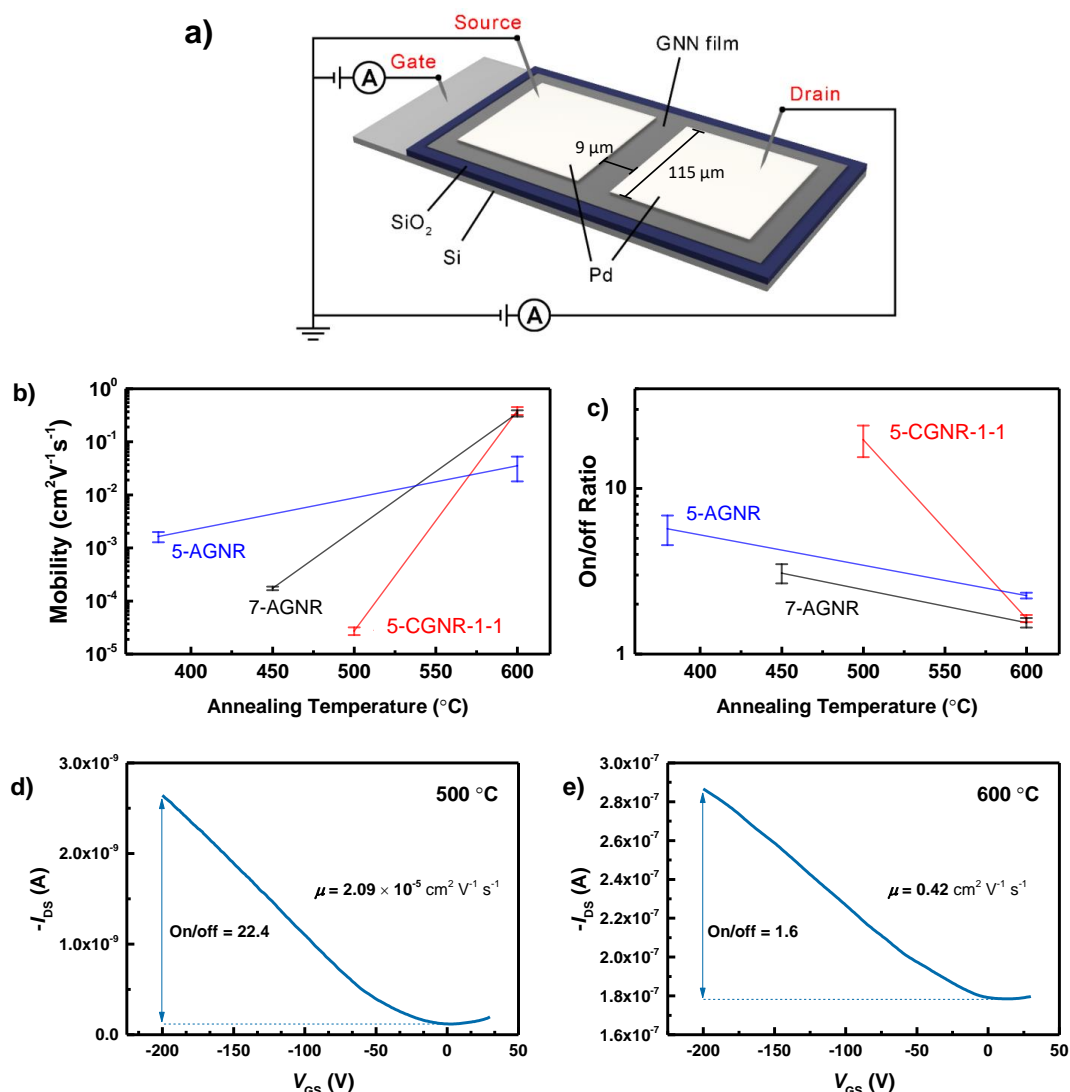 a)
Source
GNN film
Gate
A
Drain
9 μm
115 μm
SiO₂
Si
Pd
A
b)
Mobility (cm²V⁻¹s⁻¹)
10⁰
10⁻¹
10⁻²
10⁻³
10⁻⁴
10⁻⁵
5-AGNR
7-AGNR
5-CGNR-1-1
400 450 500 550 600
Annealing Temperature (°C)
c)
On/off Ratio
10
1
5-CGNR-1-1
5-AGNR
7-AGNR
400 450 500 550 600
Annealing Temperature (°C)
d)
-I_DS (A)
3.0x10⁻⁹
2.0x10⁻⁹
1.0x10⁻⁹
0.0
500 °C
μ = 2.09 × 10⁻⁵ cm² V⁻¹ s⁻¹
On/off = 22.4
-200 -150 -100 -50 0 50
V_GS (V)
e)
-I_DS (A)
3.0x10⁻⁷
2.8x10⁻⁷
2.6x10⁻⁷
2.4x10⁻⁷
2.2x10⁻⁷
2.0x10⁻⁷
1.8x10⁻⁷
1.6x10⁻⁷
600 °C
μ = 0.42 cm² V⁻¹ s⁻¹
On/off = 1.6
-200 -150 -100 -50 0 50
V_GS (V)